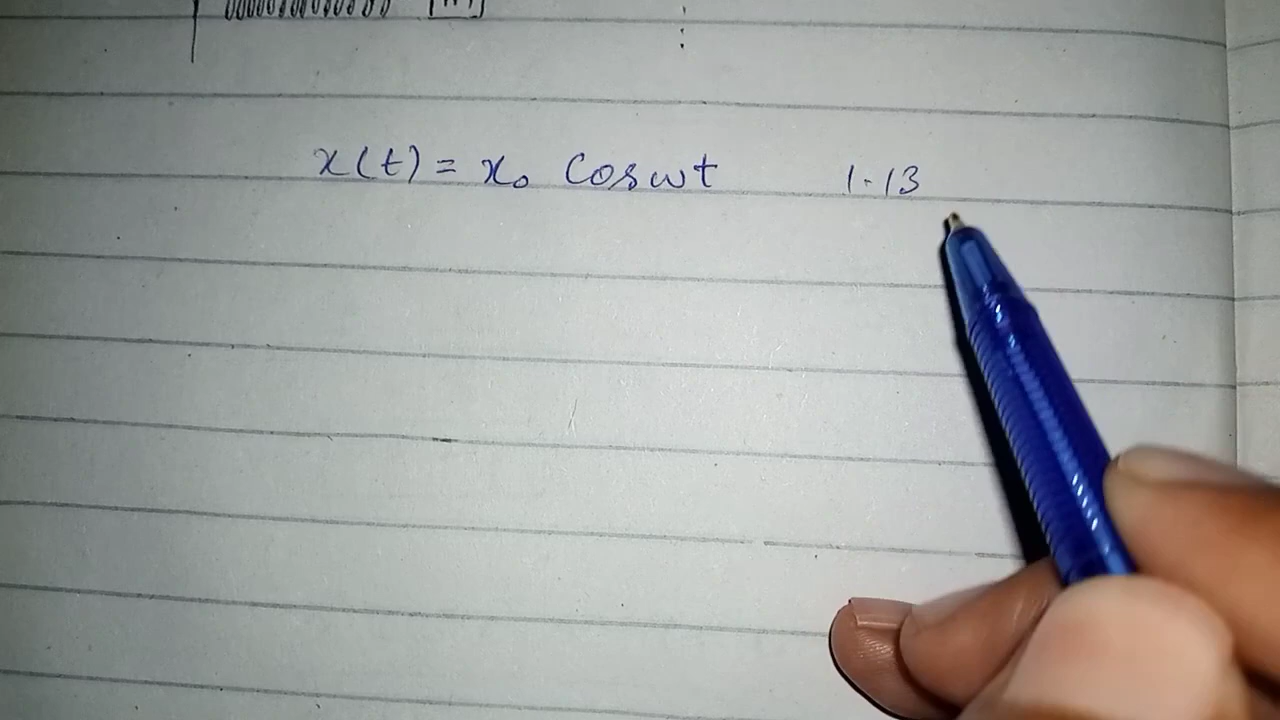 x(t) = x₀ Cosωt 1.13